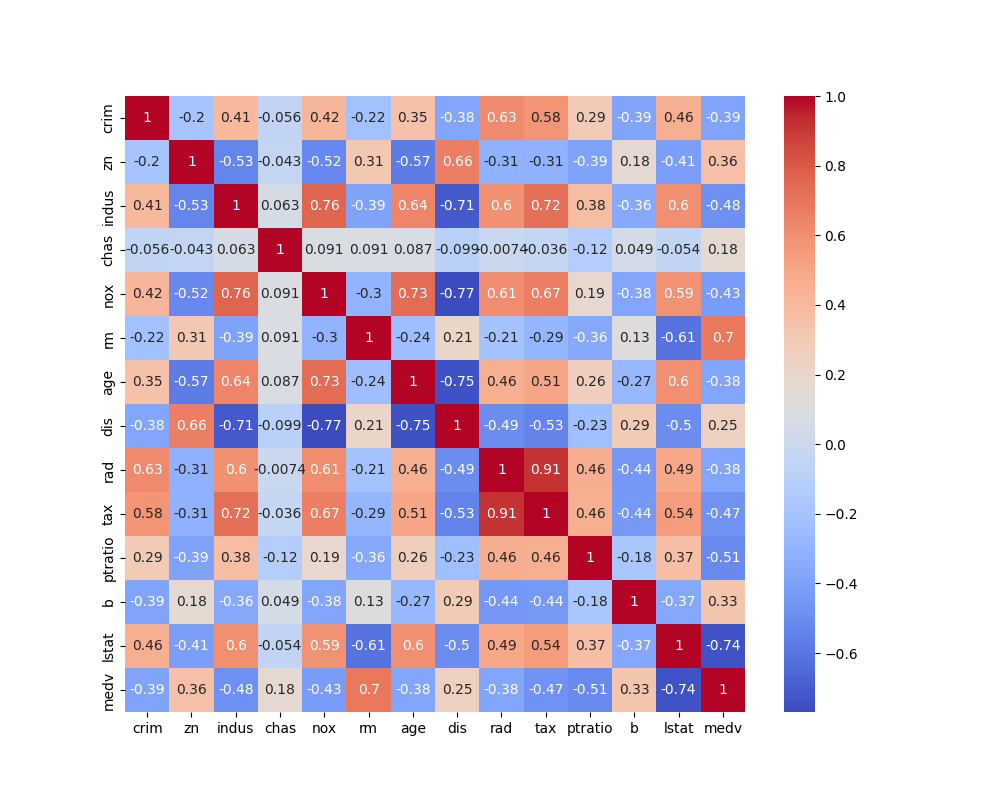 crim 1 -0.2 0.41 -0.056 0.42 -0.22 0.35 -0.38 0.63 0.58 0.29 -0.39 0.46 -0.39
zn -0.2 1 -0.53 -0.043 -0.52 0.31 -0.57 0.66 -0.31 -0.31 -0.39 0.18 -0.41 0.36
indus 0.41 -0.53 1 0.063 0.76 -0.39 0.64 -0.71 0.6 0.72 0.38 -0.36 0.6 -0.48
chas -0.056 -0.043 0.063 1 0.091 0.091 0.087 -0.099 -0.0074 -0.036 -0.12 0.049 -0.054 0.18
nox 0.42 -0.52 0.76 0.091 1 -0.3 0.73 -0.77 0.61 0.67 0.19 -0.38 0.59 -0.43
rm -0.22 0.31 -0.39 0.091 -0.3 1 -0.24 0.21 -0.21 -0.29 -0.36 0.13 -0.61 0.7
age 0.35 -0.57 0.64 0.087 0.73 -0.24 1 -0.75 0.46 0.51 0.26 -0.27 0.6 -0.38
dis -0.38 0.66 -0.71 -0.099 -0.77 0.21 -0.75 1 -0.49 -0.53 -0.23 0.29 -0.5 0.25
rad 0.63 -0.31 0.6 -0.0074 0.61 -0.21 0.46 -0.49 1 0.91 0.46 -0.44 0.49 -0.38
tax 0.58 -0.31 0.72 -0.036 0.67 -0.29 0.51 -0.53 0.91 1 0.46 -0.44 0.54 -0.47
ptratio 0.29 -0.39 0.38 -0.12 0.19 -0.36 0.26 -0.23 0.46 0.46 1 -0.18 0.37 -0.51
b -0.39 0.18 -0.36 0.049 -0.38 0.13 -0.27 0.29 -0.44 -0.44 -0.18 1 -0.37 0.33
lstat 0.46 -0.41 0.6 -0.054 0.59 -0.61 0.6 -0.5 0.49 0.54 0.37 -0.37 1 -0.74
medv -0.39 0.36 -0.48 0.18 -0.43 0.7 -0.38 0.25 -0.38 -0.47 -0.51 0.33 -0.74 1
crim zn indus chas nox rm age dis rad tax ptratio b lstat medv
1.0
0.8
0.6
0.4
0.2
0.0
−0.2
−0.4
−0.6